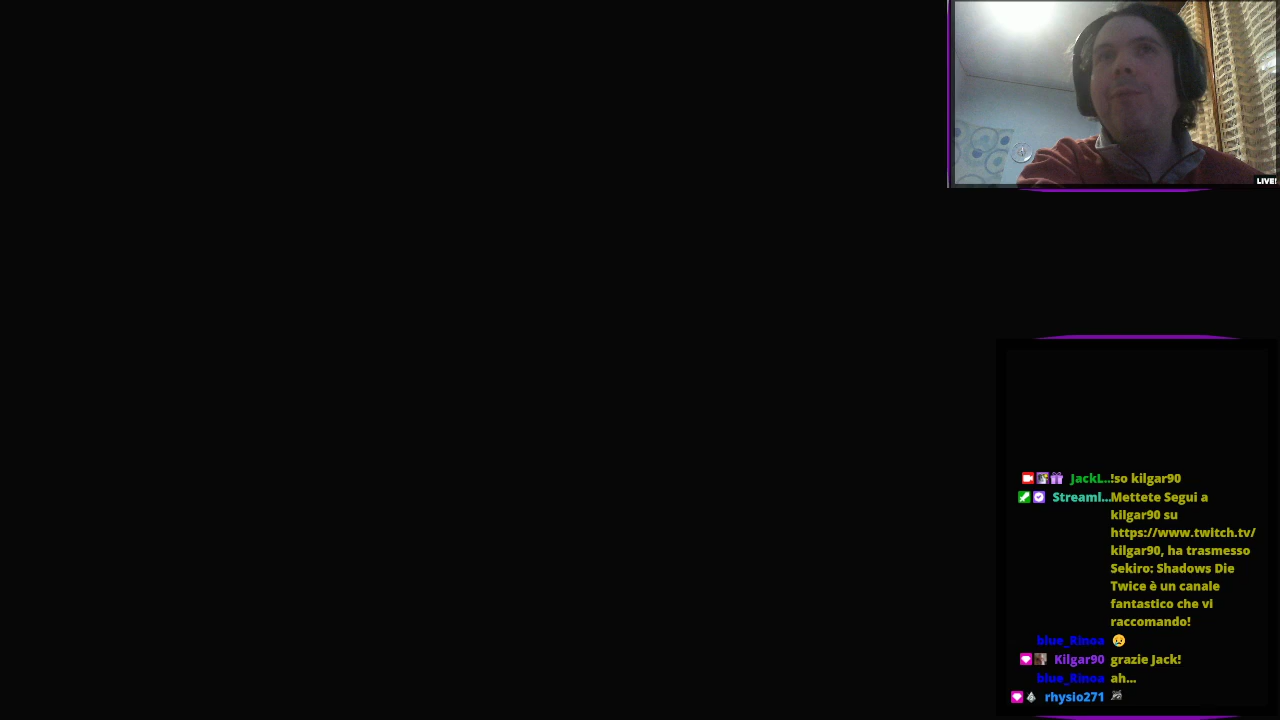 LIVE!
JackL...!so kilgar90
Streaml...Mettete Segui a
kilgar90 su
https://www.twitch.tv/
kilgar90, ha trasmesso
Sekiro: Shadows Die
Twice è un canale
fantastico che vi
raccomando!
blue_Rinoa 😥
Kilgar90 grazie Jack!
blue_Rinoa ah...
rhysio271